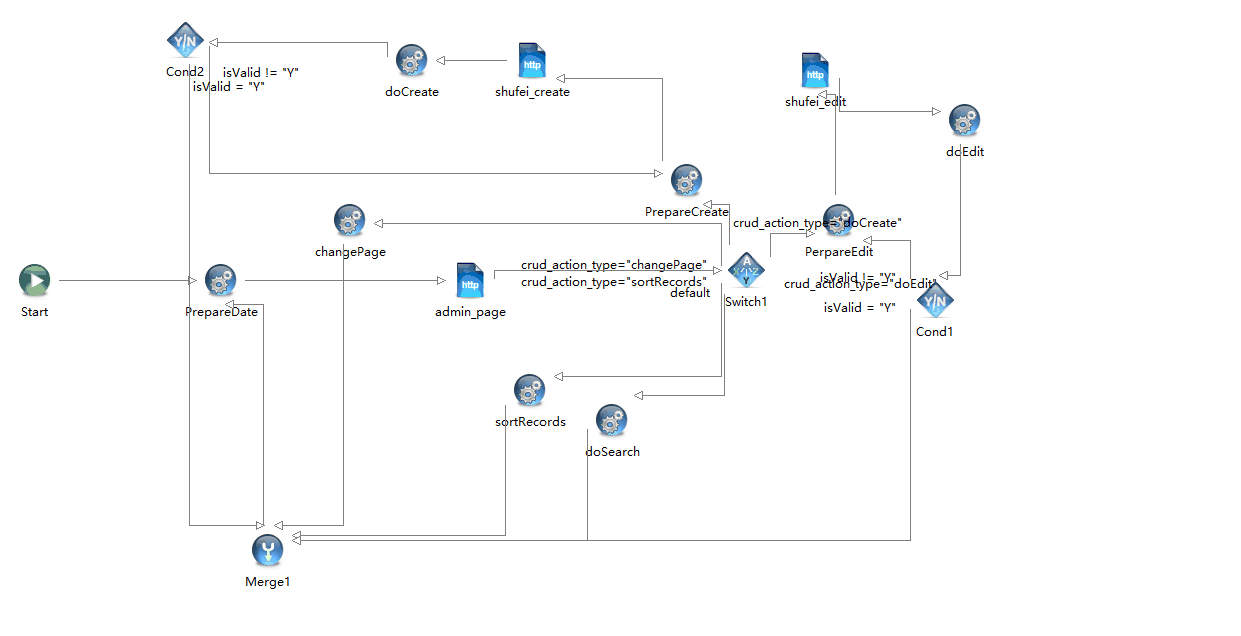 Y/N
Cond2
isValid != "Y"
isValid = "Y"
doCreate
http
shufei_create
http
shufei_edit
doEdit
PrepareCreate
changePage
crud_action_type="doCreate"
PerpareEdit
Start
PrepareDate
http
admin_page
crud_action_type="changePage"
crud_action_type="sortRecords"
default
A
X Y Z
Y
Switch1
isValid != "Y"
crud_action_type="doEdit"
isValid = "Y"
Y/N
Cond1
sortRecords
doSearch
Merge1